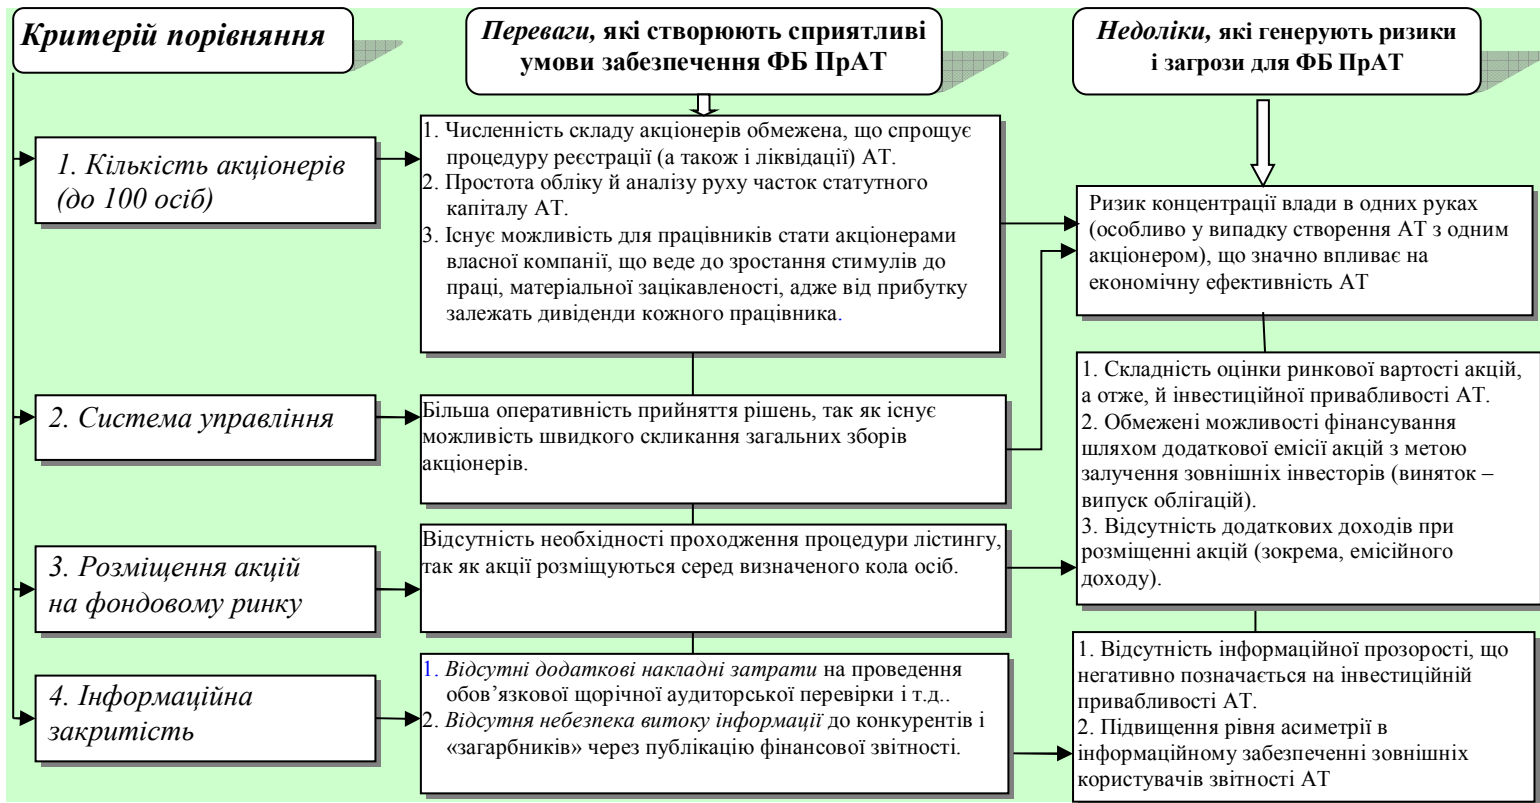 Критерій порівняння
Переваги, які створюють сприятливі
умови забезпечення ФБ ПрАТ
Недоліки, які генерують ризики
і загрози для ФБ ПрАТ
1. Кількість акціонерів
(до 100 осіб)
1. Численність складу акціонерів обмежена, що спрощує
процедуру реєстрації (а також і ліквідації) АТ.
2. Простота обліку й аналізу руху часток статутного
капіталу АТ.
3. Існує можливість для працівників стати акціонерами
власної компанії, що веде до зростання стимулів до
праці, матеріальної зацікавленості, адже від прибутку
залежать дивіденди кожного працівника.
Ризик концентрації влади в одних руках
(особливо у випадку створення АТ з одним
акціонером), що значно впливає на
економічну ефективність АТ
2. Система управління
Більша оперативність прийняття рішень, так як існує
можливість швидкого скликання загальних зборів
акціонерів.
1. Складність оцінки ринкової вартості акцій,
а отже, й інвестиційної привабливості АТ.
2. Обмежені можливості фінансування
шляхом додаткової емісії акцій з метою
залучення зовнішніх інвесторів (виняток –
випуск облігацій).
3. Відсутність додаткових доходів при
розміщенні акцій (зокрема, емісійного
доходу).
3. Розміщення акцій
на фондовому ринку
Відсутність необхідності проходження процедури лістингу,
так як акції розміщуються серед визначеного кола осіб.
4. Інформаційна
закритість
1. Відсутні додаткові накладні затрати на проведення
обов’язкової щорічної аудиторської перевірки і т.д..
2. Відсутня небезпека витоку інформації до конкурентів і
«загарбників» через публікацію фінансової звітності.
1. Відсутність інформаційної прозорості, що
негативно позначається на інвестиційній
привабливості АТ.
2. Підвищення рівня асиметрії в
інформаційному забезпеченні зовнішніх
користувачів звітності АТ